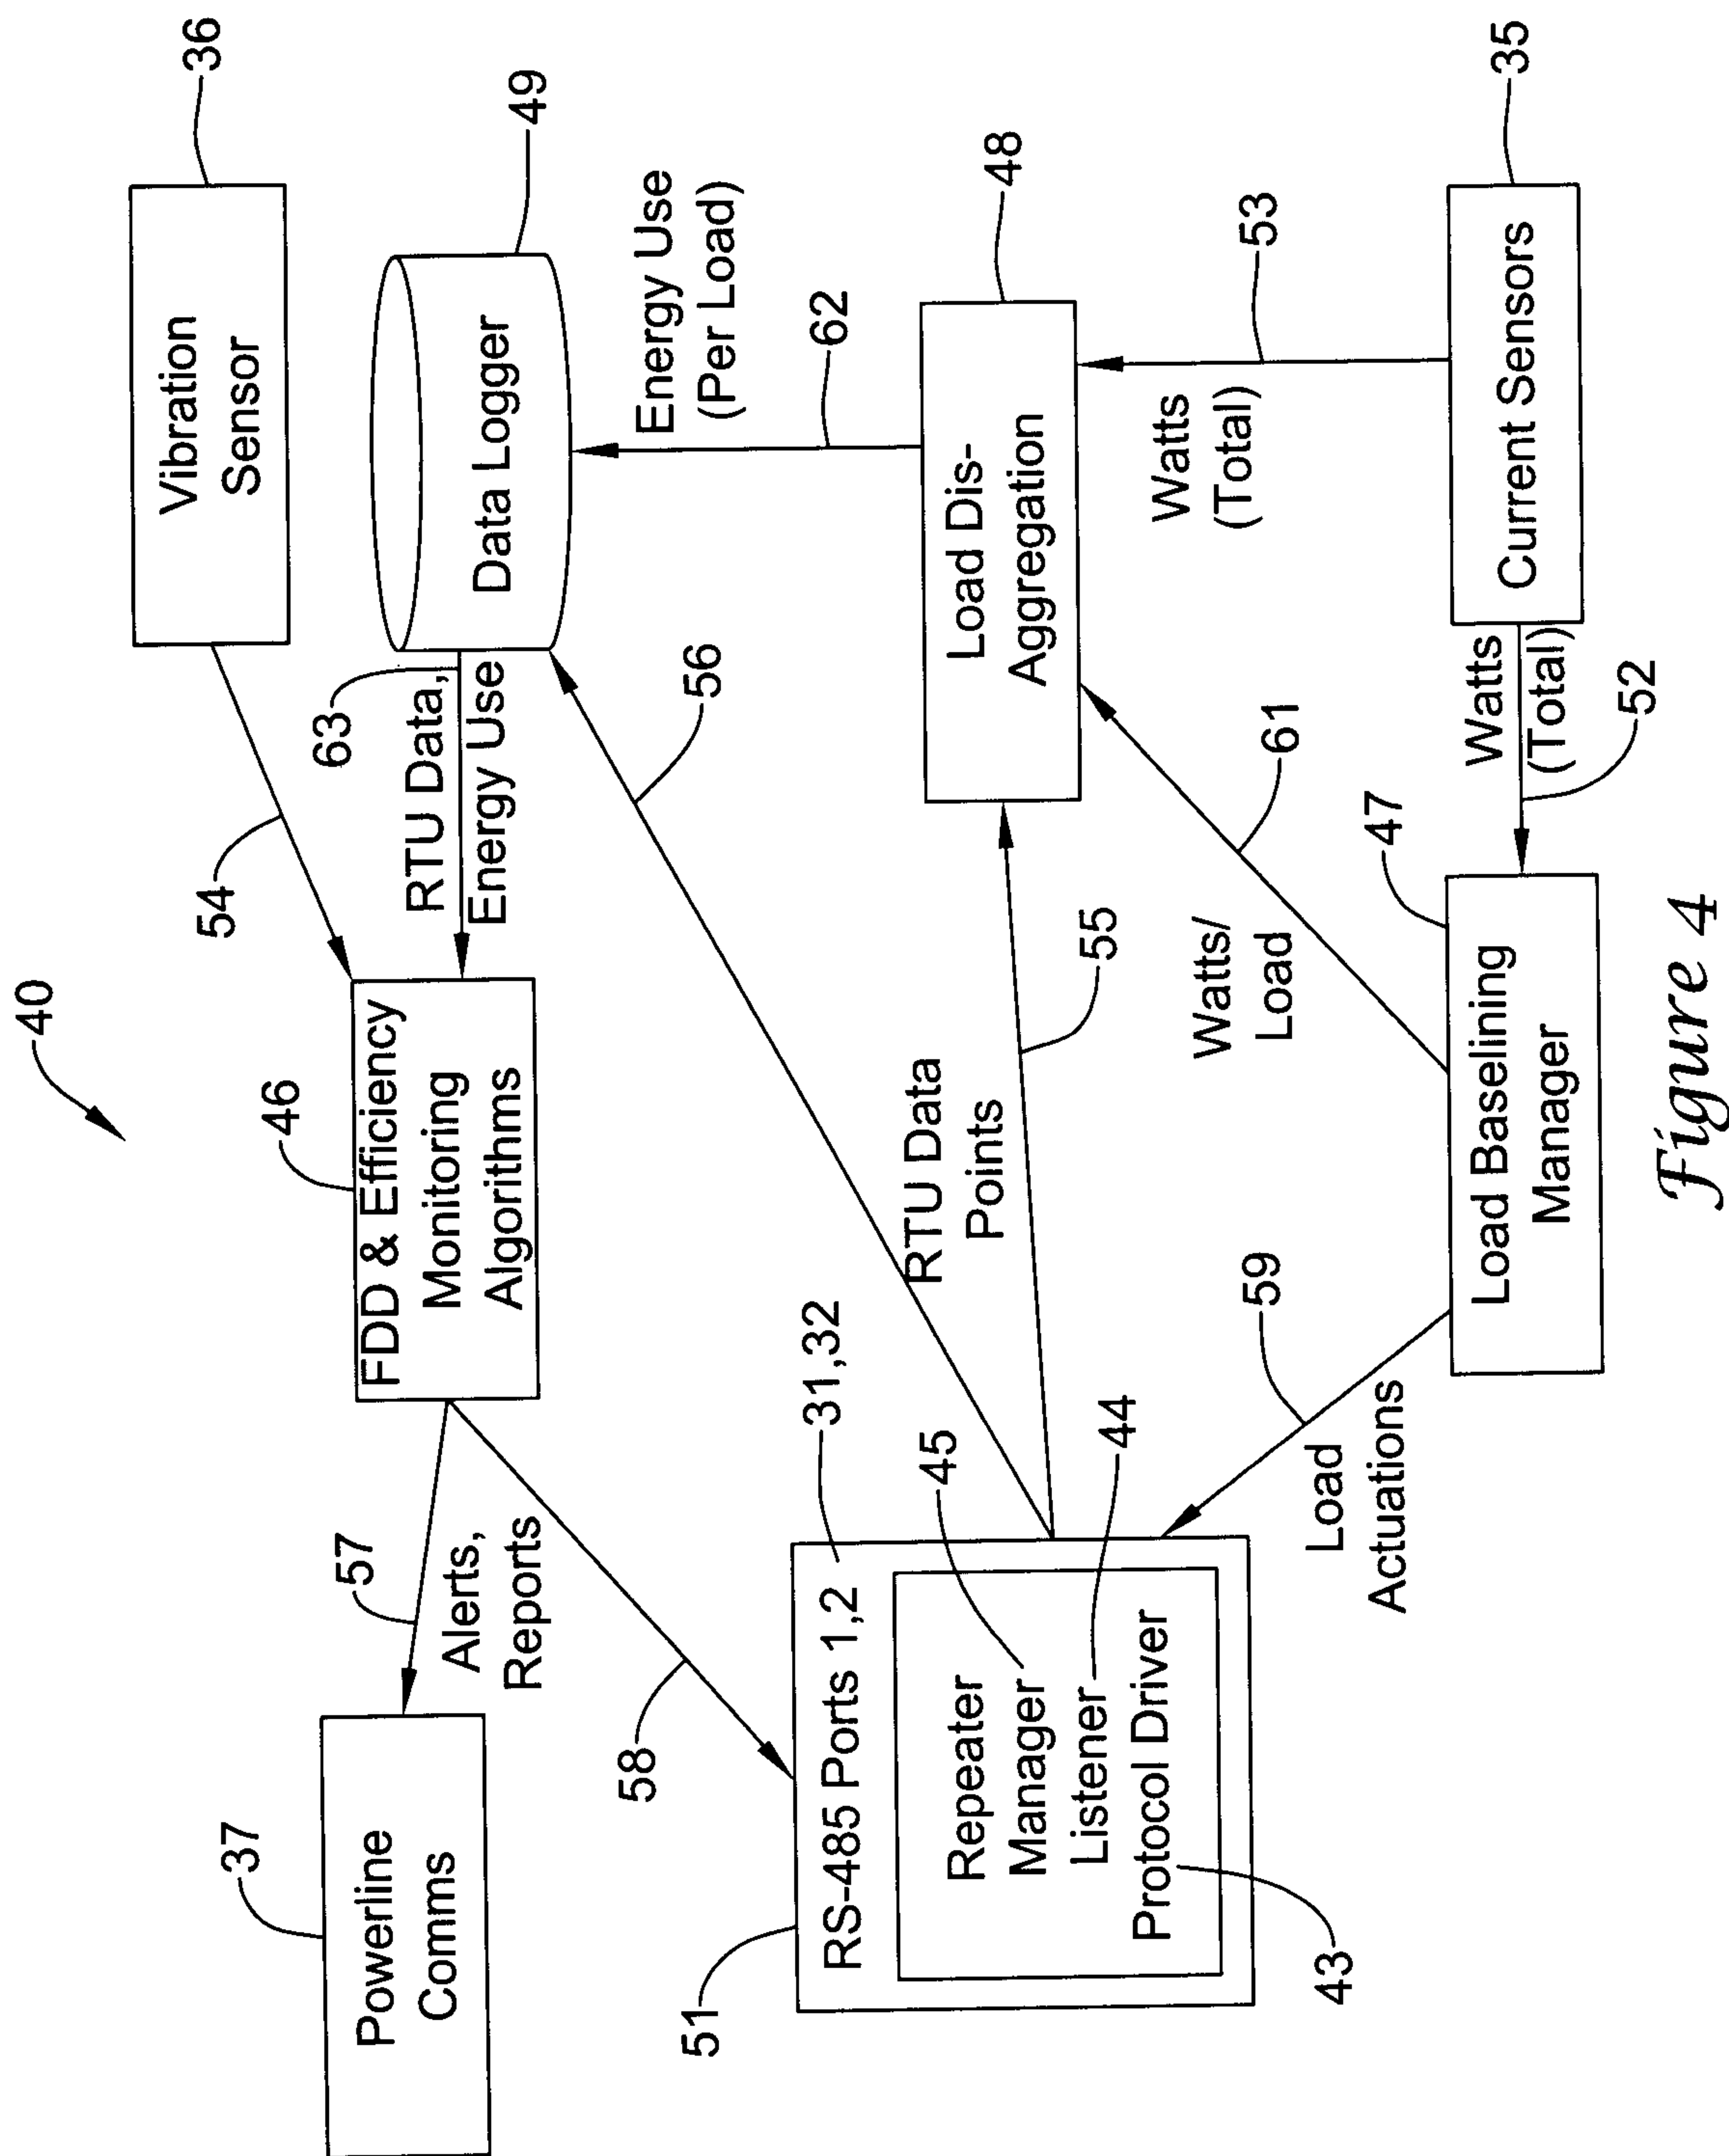 40
37
Powerline
Comms
57
Alerts,
Reports
46
FDD & Efficiency
Monitoring
Algorithms
54
63
RTU Data,
Energy Use
Vibration
Sensor
36
Data Logger
49
58
56
51
RS-485 Ports 1,2
31,32
Repeater
Manager
Listener
Protocol Driver
45
44
43
RTU Data
Points
55
62
Energy Use
(Per Load)
Load Dis-
Aggregation
48
Load
Actuations
59
Watts/
Load
61
Watts
(Total)
53
47
Load Baselining
Manager
Watts
(Total)
52
Current Sensors
35
Figure 4